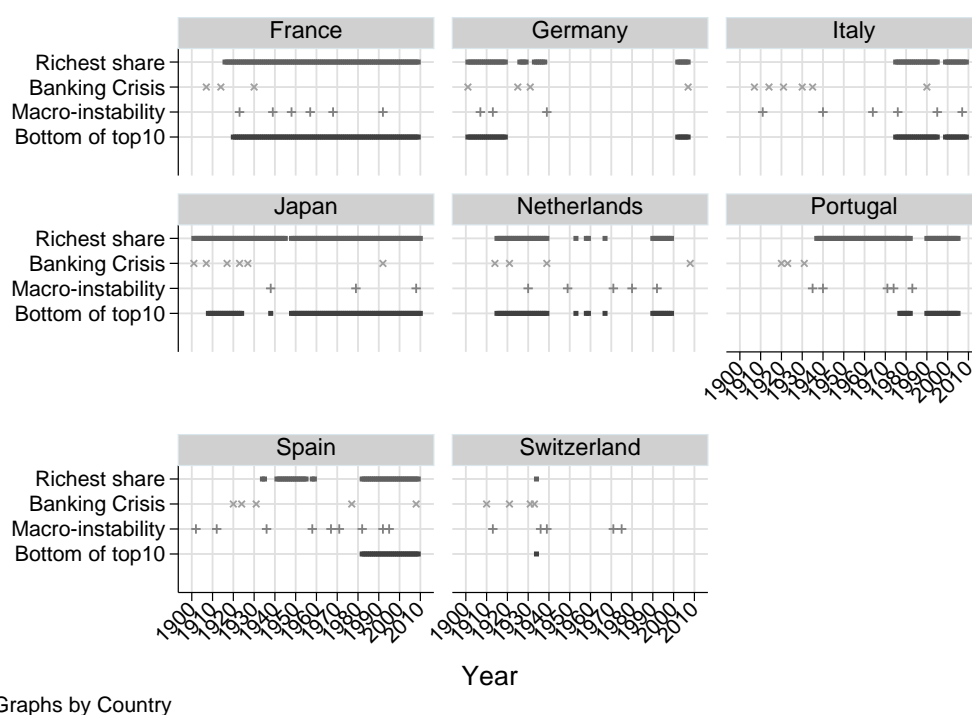 France Germany Italy
Richest share
Banking Crisis
Macro-instability
Bottom of top10
Japan Netherlands Portugal
Richest share
Banking Crisis
Macro-instability
Bottom of top10
1900 1910 1920 1930 1940 1950 1960 1970 1980 1990 2000 2010
Spain Switzerland
Richest share
Banking Crisis
Macro-instability
Bottom of top10
1900 1910 1920 1930 1940 1950 1960 1970 1980 1990 2000 2010 1900 1910 1920 1930 1940 1950 1960 1970 1980 1990 2000 2010
Year
Graphs by Country